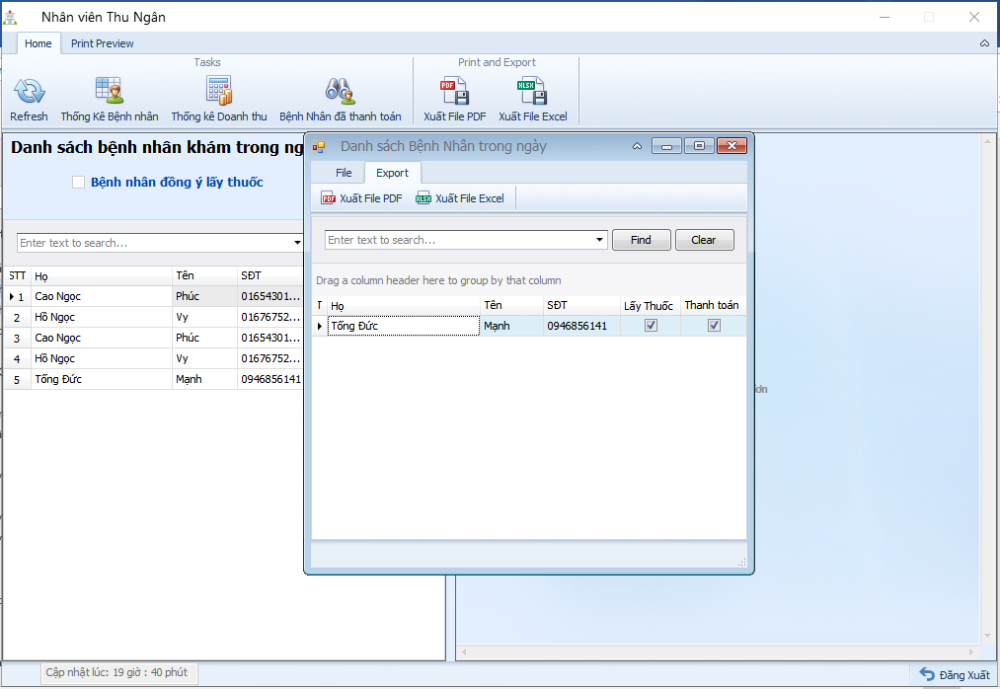 Nhân viên Thu Ngân
Home Print Preview
Tasks Print and Export
Refresh Thống Kê Bệnh nhân Thống kê Doanh thu Bệnh Nhân đã thanh toán PDF Xuất File PDF XLSX Xuất File Excel
Danh sách bệnh nhân khám trong ng
Bệnh nhân đồng ý lấy thuốc
Enter text to search...
STT Họ Tên SĐT
1 Cao Ngọc Phúc 01654301...
2 Hồ Ngọc Vy 01676752...
3 Cao Ngọc Phúc 01654301...
4 Hồ Ngọc Vy 01676752...
5 Tống Đức Mạnh 0946856141
Danh sách Bệnh Nhân trong ngày
File Export
PDF Xuất File PDF XLSX Xuất File Excel
Enter text to search... Find Clear
Drag a column header here to group by that column
T Họ Tên SĐT Lấy Thuốc Thanh toán
Tống Đức Mạnh 0946856141
Cập nhật lúc: 19 giờ : 40 phút
Đăng Xuất